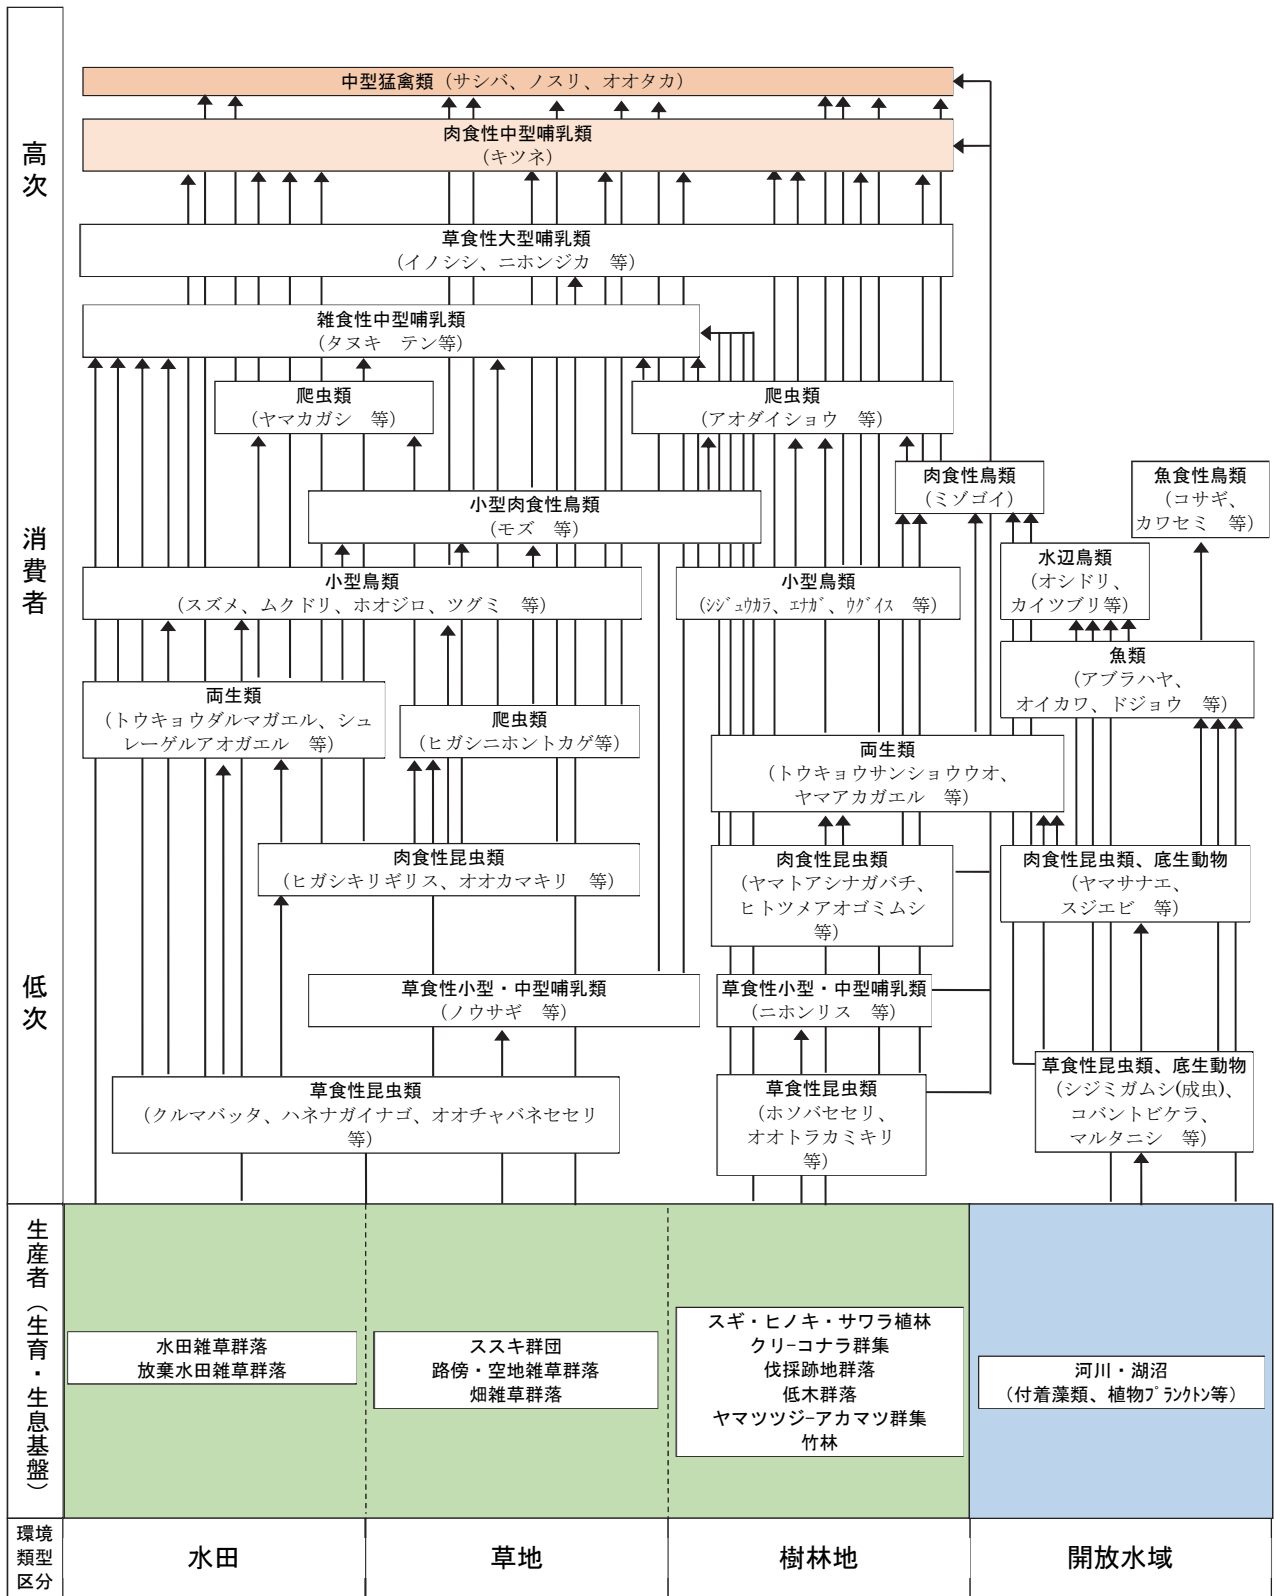 高次
消費者
低次
中型猛禽類（サシバ、ノスリ、オオタカ）
肉食性中型哺乳類
（キツネ）
草食性大型哺乳類
（イノシシ、ニホンジカ　等）
雑食性中型哺乳類
（タヌキ　テン等）
爬虫類
（ヤマカガシ　等）
爬虫類
（アオダイショウ　等）
肉食性鳥類
（ミゾゴイ）
魚食性鳥類
（コサギ、
カワセミ　等）
小型肉食性鳥類
（モズ　等）
水辺鳥類
（オシドリ、
カイツブリ等）
小型鳥類
（スズメ、ムクドリ、ホオジロ、ツグミ　等）
小型鳥類
（ｼｼﾞｭｳｶﾗ、ｴﾅｶﾞ、ｳｸﾞｲｽ　等）
魚類
（アブラハヤ、
オイカワ、ドジョウ　等）
両生類
（トウキョウダルマガエル、シュ
レーゲルアオガエル　等）
爬虫類
（ヒガシニホントカゲ等）
両生類
（トウキョウサンショウウオ、
ヤマアカガエル　等）
肉食性昆虫類
（ヒガシキリギリス、オオカマキリ　等）
肉食性昆虫類
（ヤマトアシナガバチ、
ヒトツメアオゴミムシ
等）
肉食性昆虫類、底生動物
（ヤマサナエ、
スジエビ　等）
草食性小型・中型哺乳類
（ノウサギ　等）
草食性小型・中型哺乳類
（ニホンリス　等）
草食性昆虫類
（クルマバッタ、ハネナガイナゴ、オオチャバネセセリ
等）
草食性昆虫類
（ホソバセセリ、
オオトラカミキリ
等）
草食性昆虫類、底生動物
（シジミガムシ(成虫)、
コバントビケラ、
マルタニシ　等）
生産者（生育・生息基盤）
水田雑草群落
放棄水田雑草群落
ススキ群団
路傍・空地雑草群落
畑雑草群落
スギ・ヒノキ・サワラ植林
クリ−コナラ群集
伐採跡地群落
低木群落
ヤマツツジ−アカマツ群集
竹林
河川・湖沼
（付着藻類、植物ﾌﾟﾗﾝｸﾄﾝ等）
環境
類型
区分
水田
草地
樹林地
開放水域